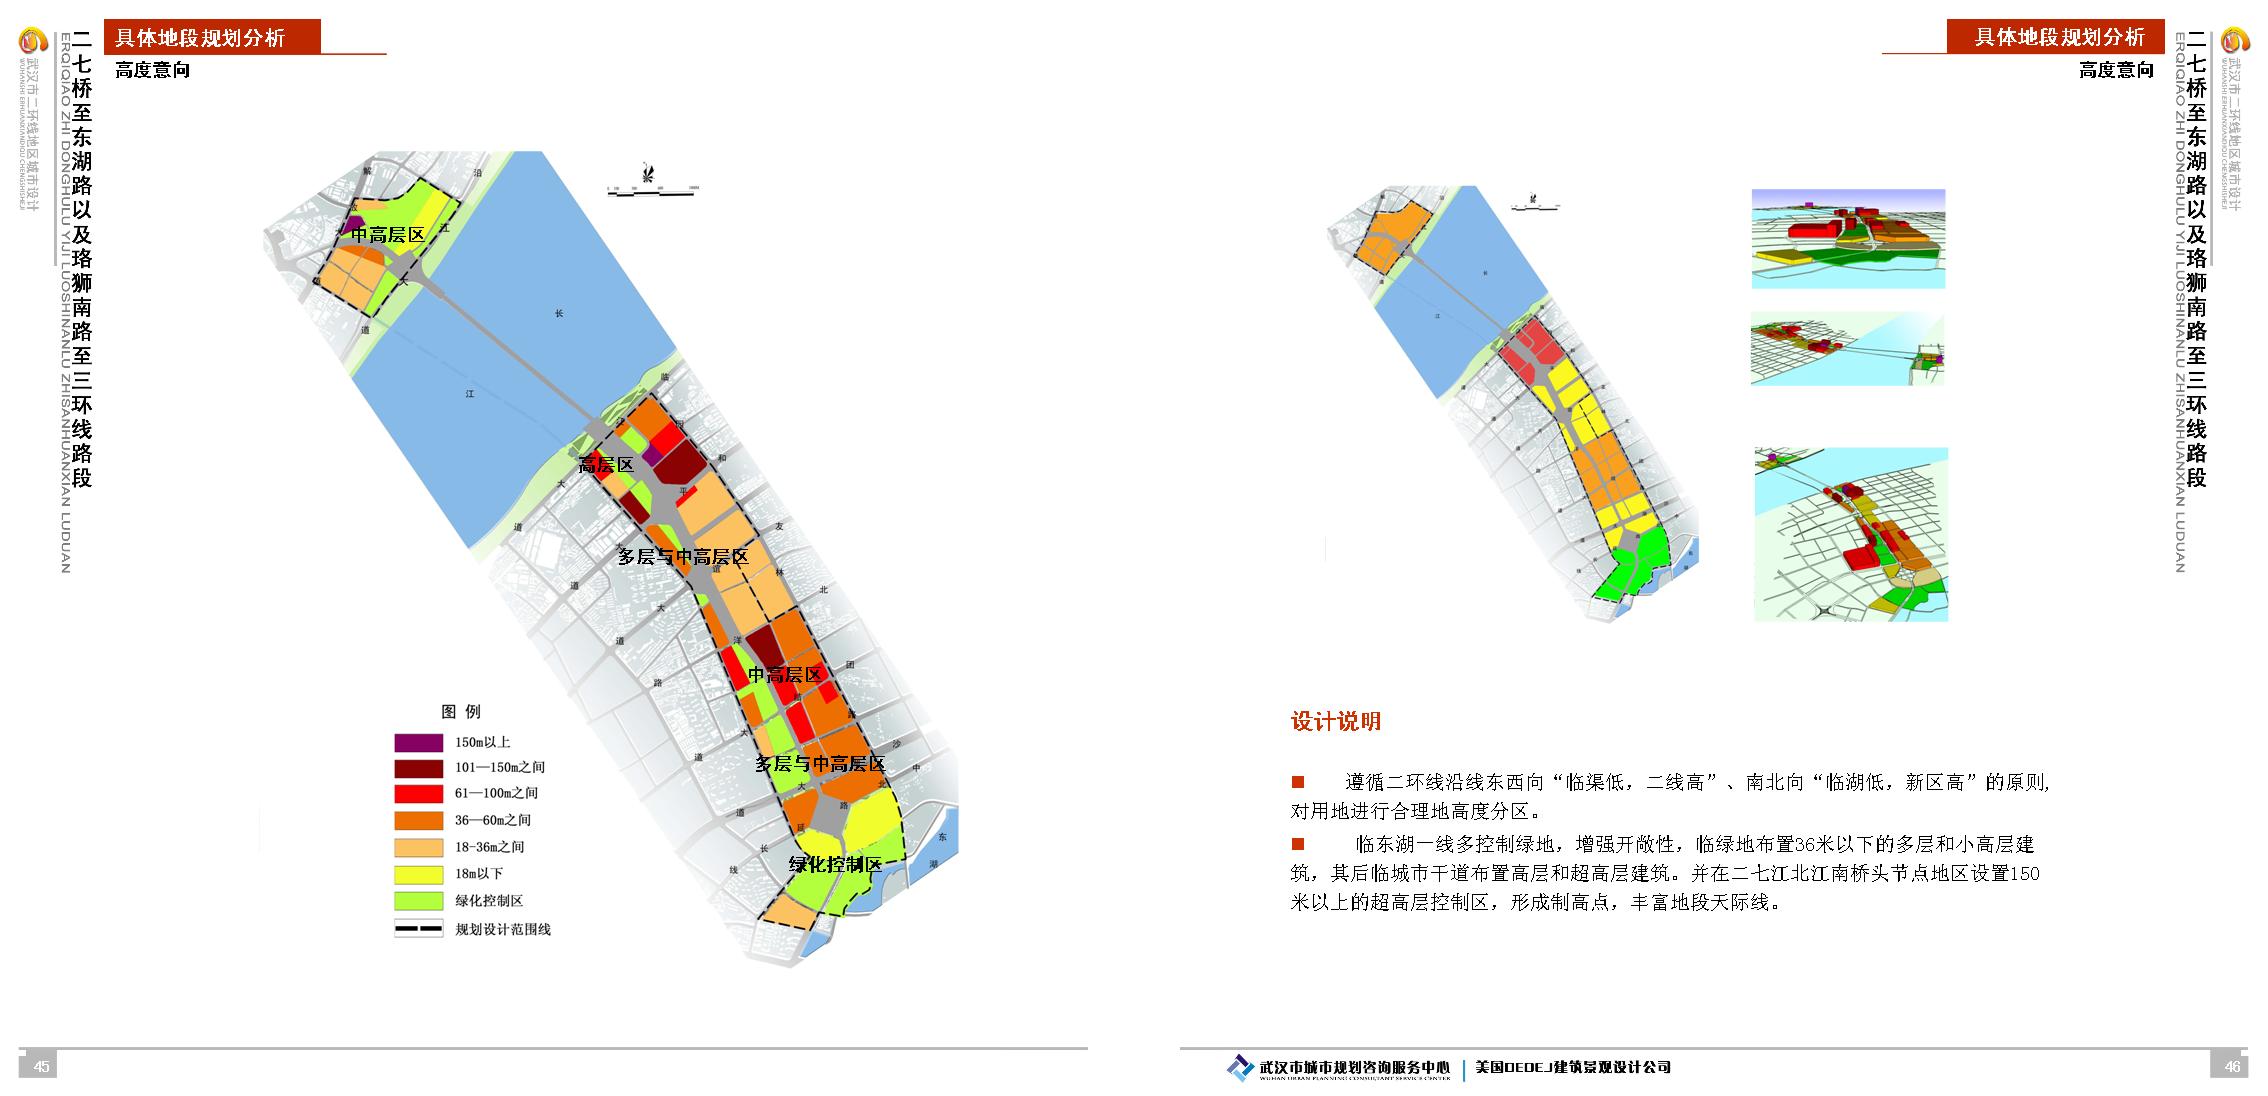 具体地段规划分析
高度意向
二七桥至东湖路以及珞狮南路至三环线路段
ERQIQIAO ZHI DONGHULU YIJI LUOSHINANLU ZHISANHUANXIAN LUDUAN
武汉市二环线地区城市设计
WUHANSHI ERHUANXIANDIQU CHENGSHISHEJI
中高层区
长
江
高层区
多层与中高层区
中高层区
多层与中高层区
绿化控制区
东
湖
图 例
150m以上
101—150m之间
61—100m之间
36—60m之间
18-36m之间
18m以下
绿化控制区
规划设计范围线
45
具体地段规划分析
高度意向
二七桥至东湖路以及珞狮南路至三环线路段
ERQIQIAO ZHI DONGHULU YIJI LUOSHINANLU ZHISANHUANXIAN LUDUAN
武汉市二环线地区城市设计
WUHANSHI ERHUANXIANDIQU CHENGSHISHEJI
设计说明
■ 遵循二环线沿线东西向“临渠低，二线高”、南北向“临湖低，新区高”的原则,
对用地进行合理地高度分区。
■ 临东湖一线多控制绿地，增强开敞性，临绿地布置36米以下的多层和小高层建
筑，其后临城市干道布置高层和超高层建筑。并在二七江北江南桥头节点地区设置150
米以上的超高层控制区，形成制高点，丰富地段天际线。
武汉市城市规划咨询服务中心
WUHAN URBAN PLANNING CONSULTANT SERVICE CENTER
美国DEDEJ建筑景观设计公司
46